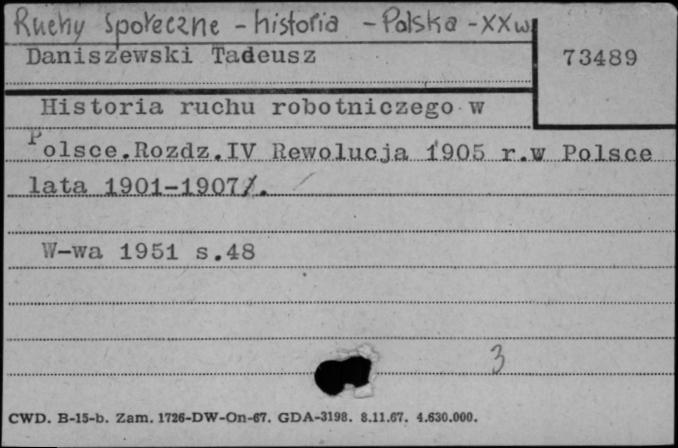 Ruchy społeczne - historia - Polska - XX w.
Daniszewski Tadeusz
73489
Historia ruchu robotniczego w
Polsce.Rozdz.IV Rewolucja 1905 r.w Polsce
lata 1901-1907/.
W-wa 1951 s.48
3
CWD. B-15-b. Zam. 1726-DW-On-67. GDA-3198. 8.11.67. 4.630.000.